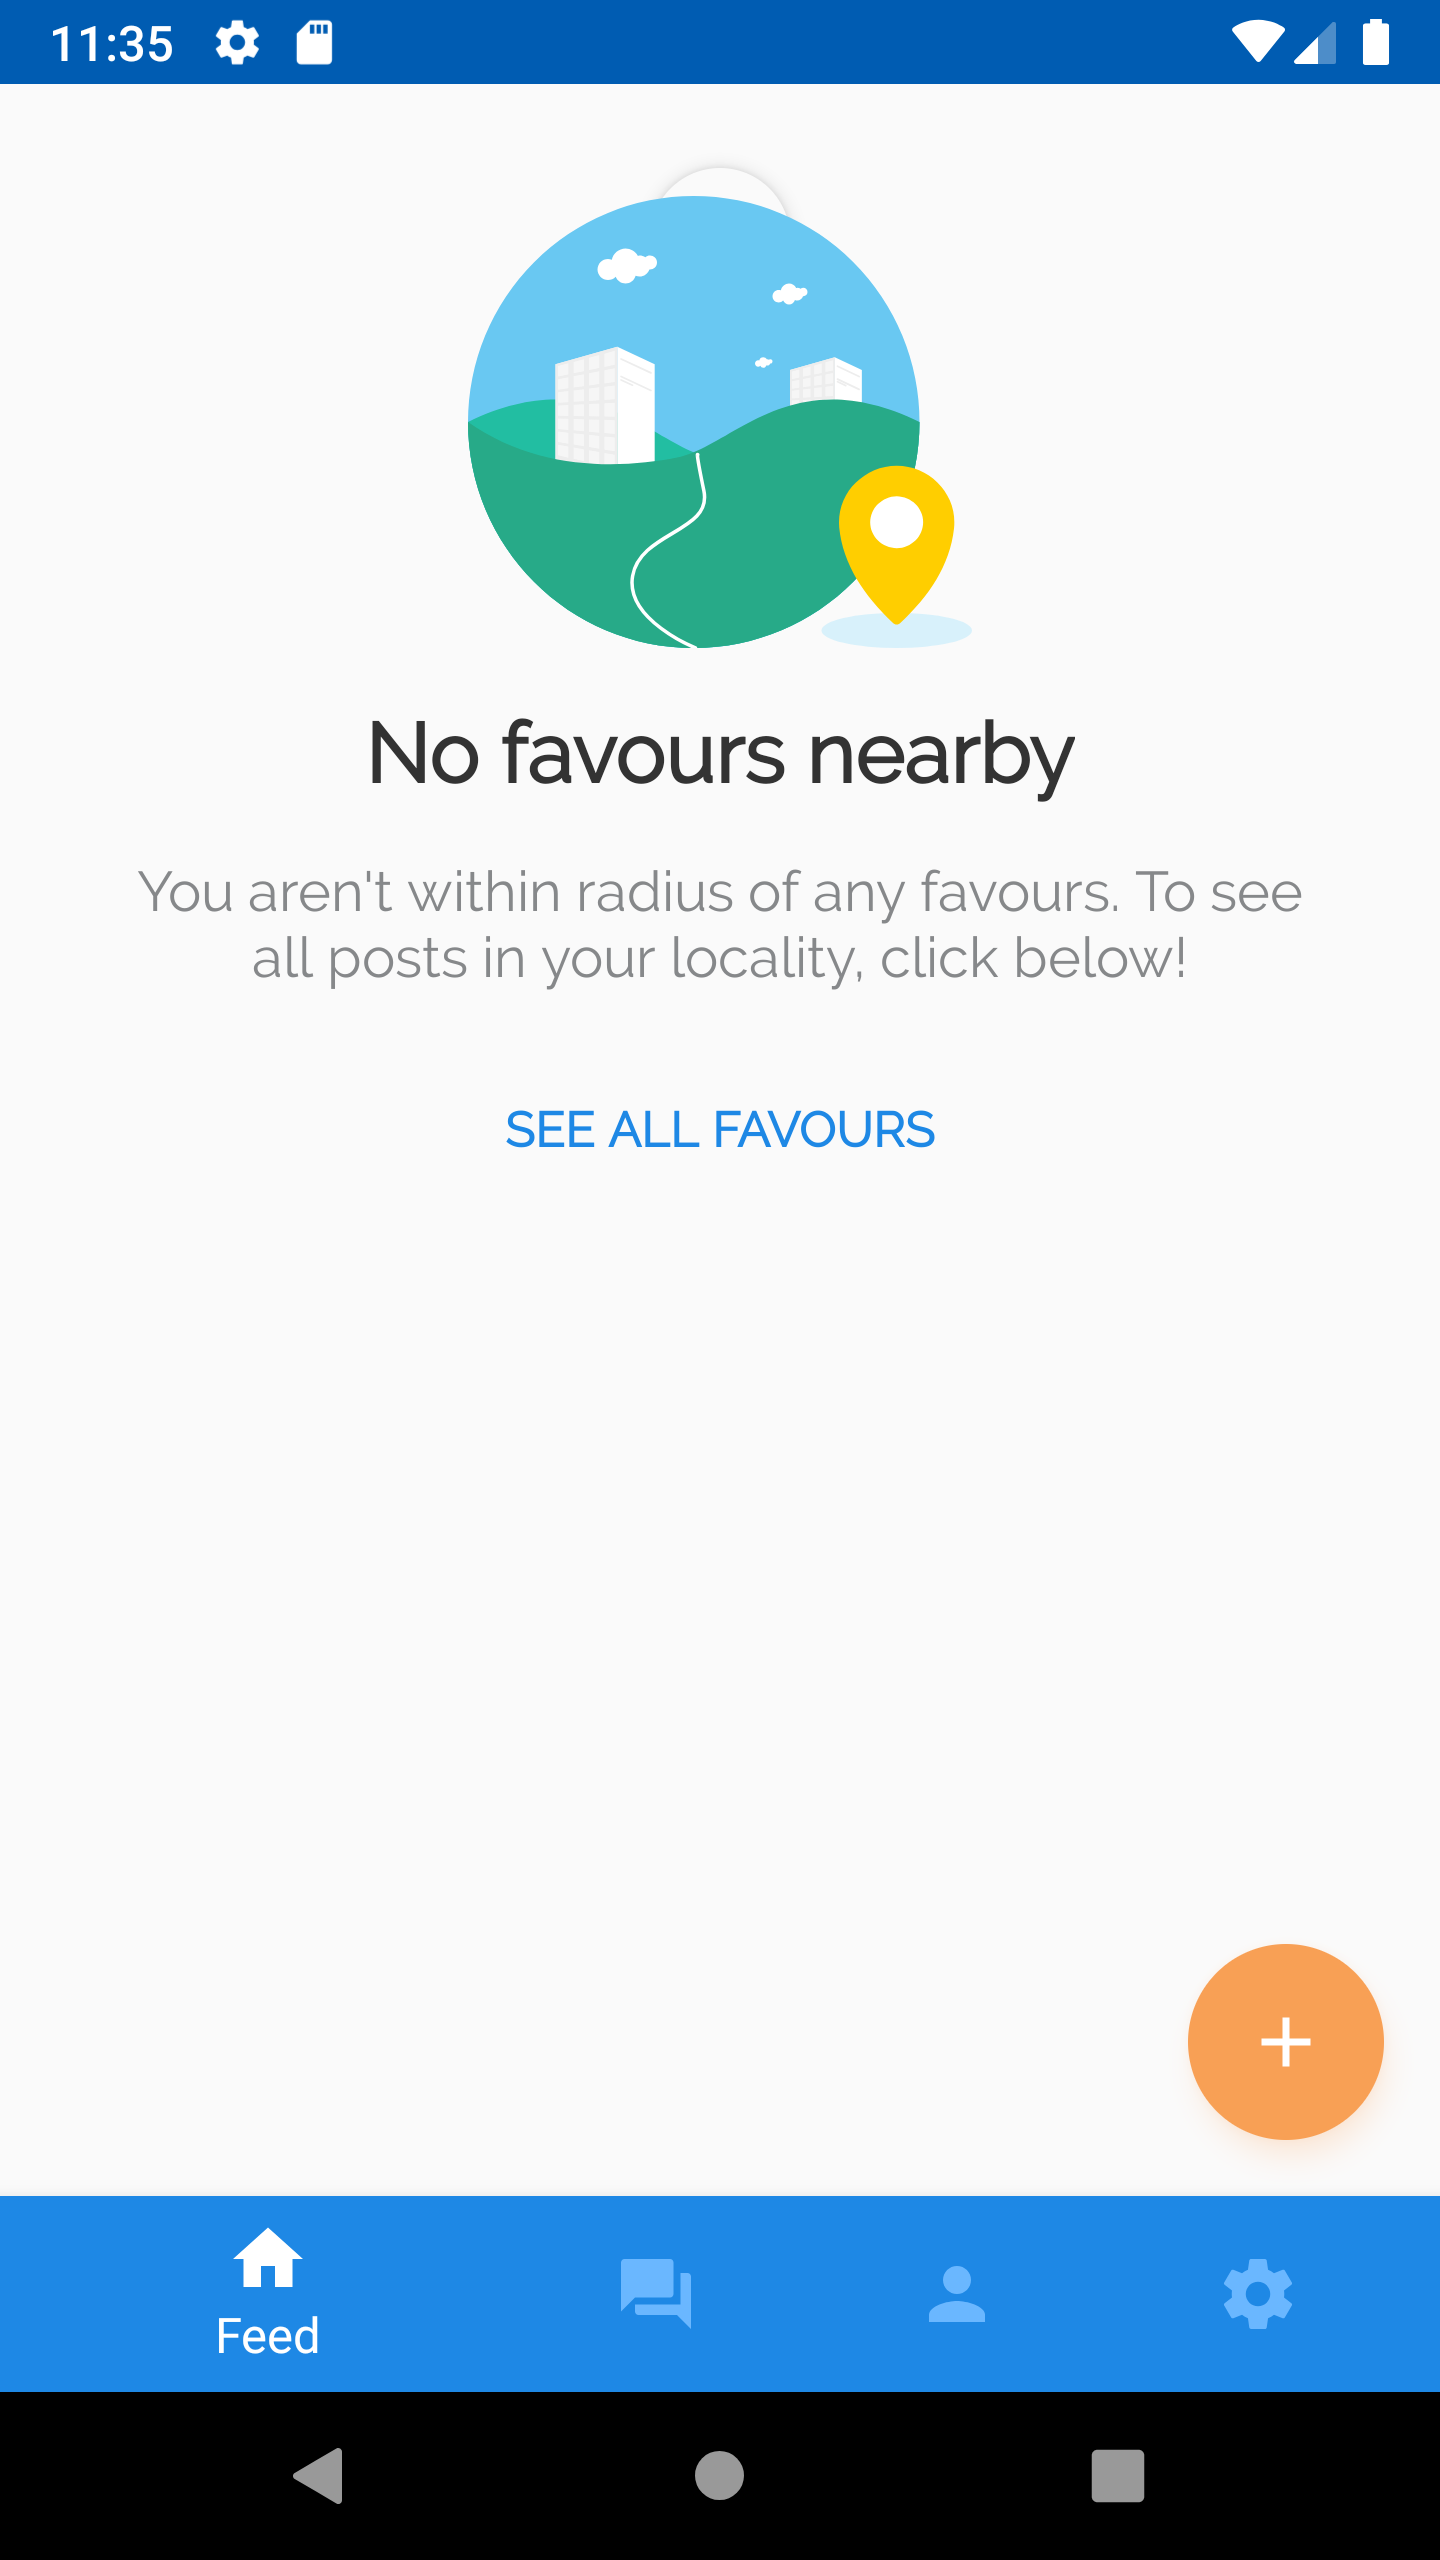 11:35
No favours nearby
You aren't within radius of any favours. To see
all posts in your locality, click below!
SEE ALL FAVOURS
Feed